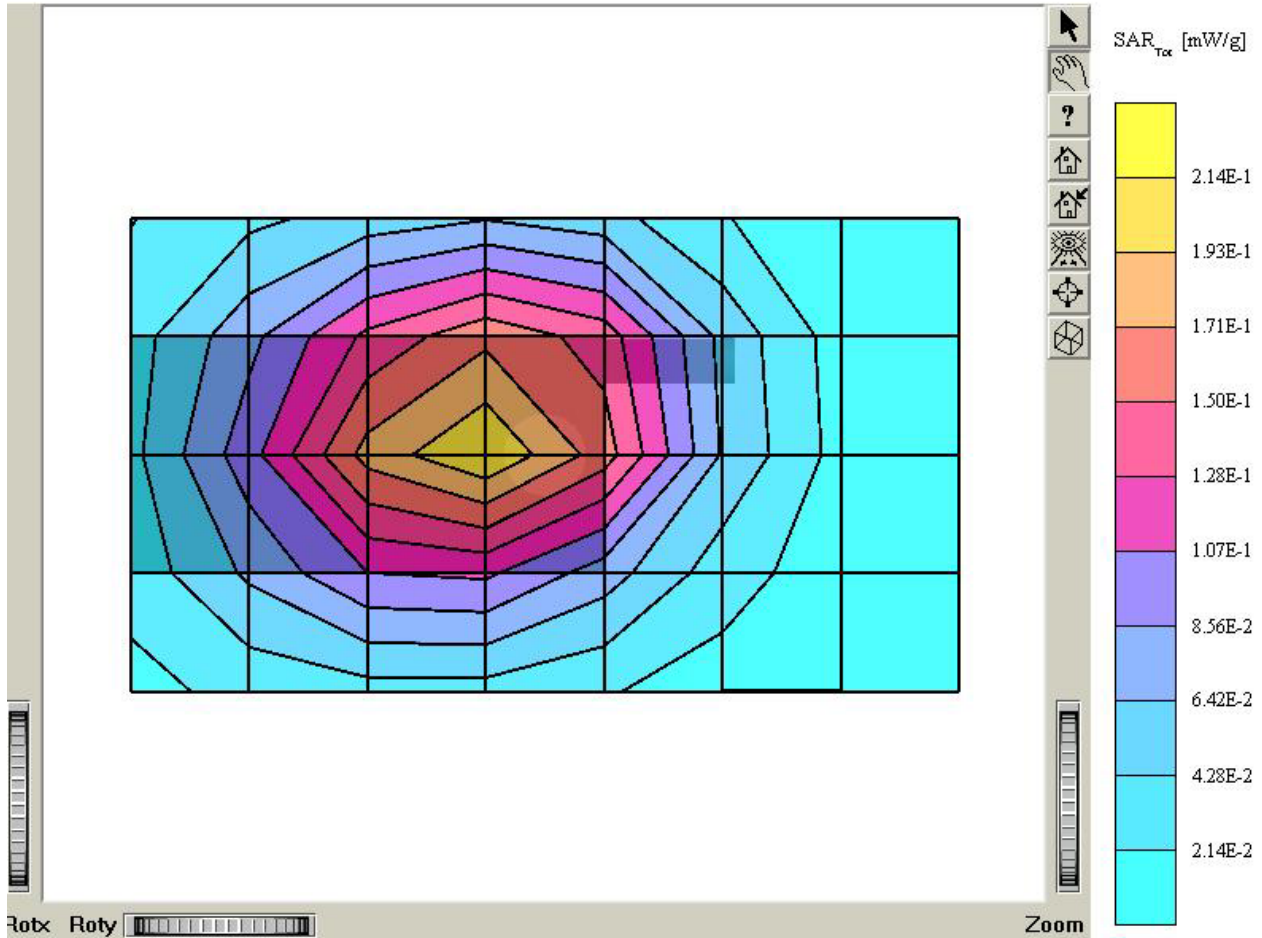 SAR_Tot [mW/g]
?
2.14E-1
1.93E-1
1.71E-1
1.50E-1
1.28E-1
1.07E-1
8.56E-2
6.42E-2
4.28E-2
2.14E-2
Rotx Roty Zoom